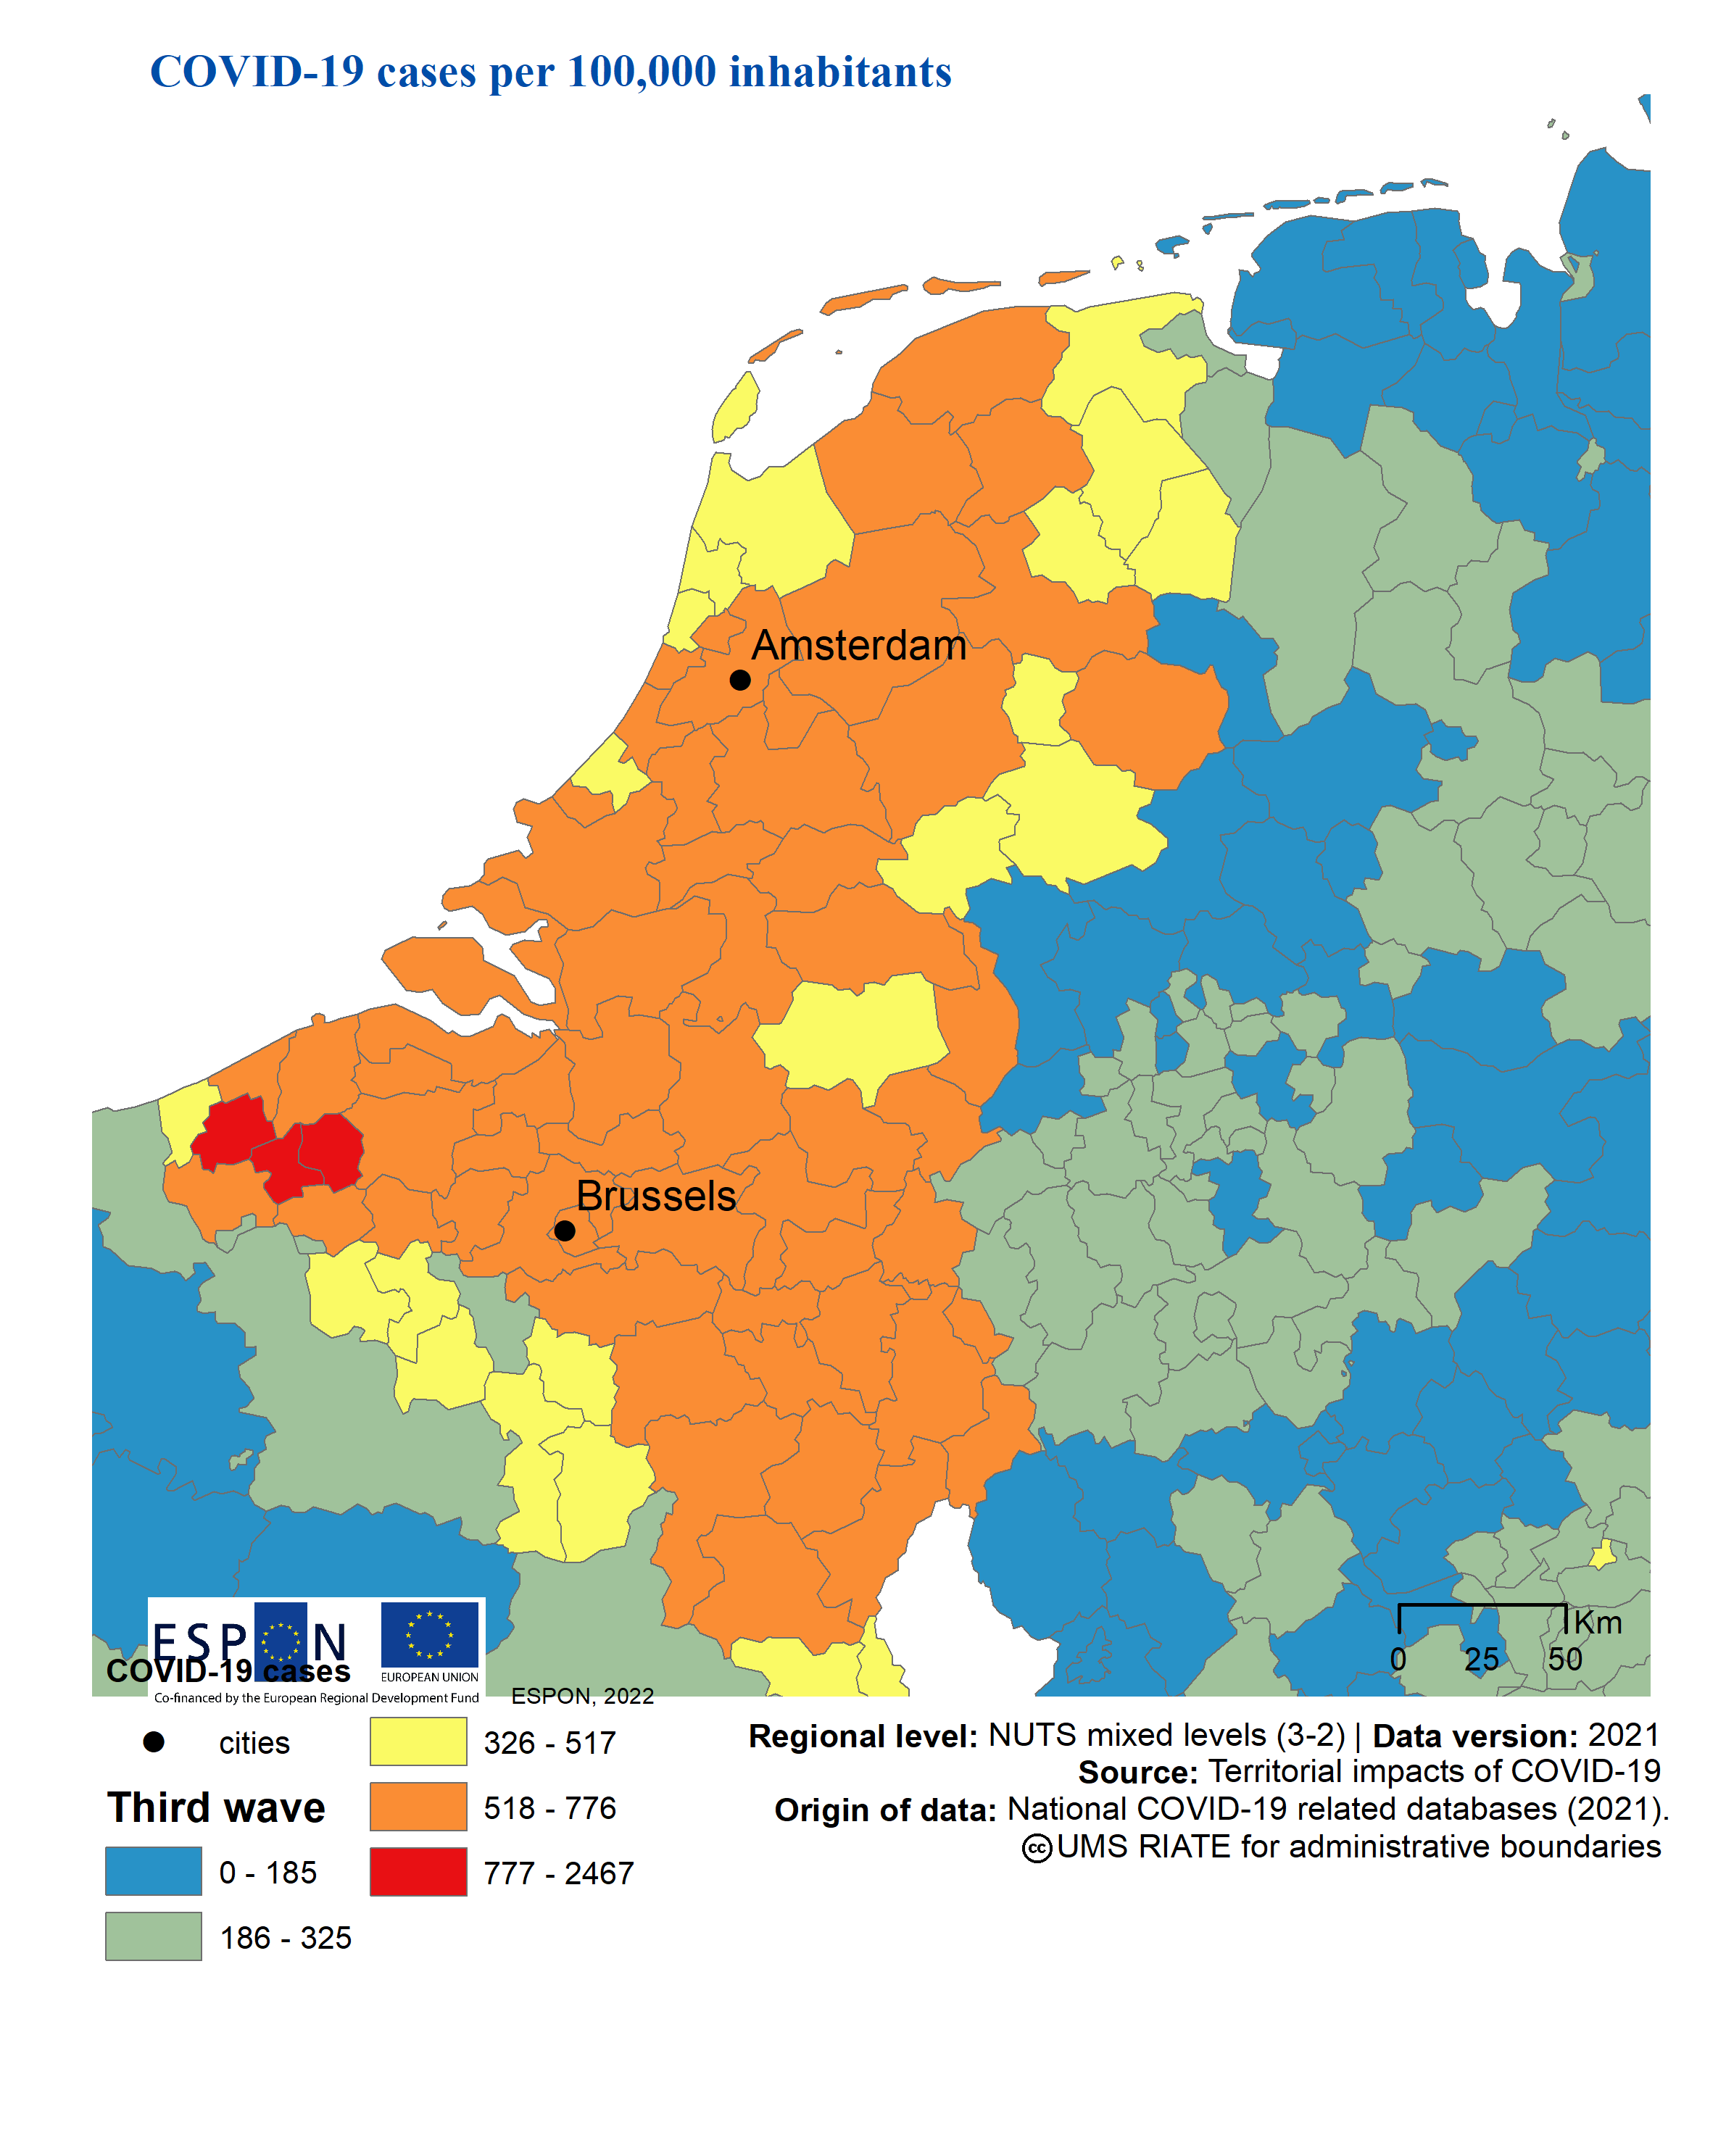 COVID-19 cases per 100,000 inhabitants
Amsterdam
Brussels
Km
0 25 50
ESPON
EUROPEAN UNION
COVID-19 cases
Co-financed by the European Regional Development Fund
ESPON, 2022
cities
Third wave
0 - 185
186 - 325
326 - 517
518 - 776
777 - 2467
Regional level: NUTS mixed levels (3-2) | Data version: 2021
Source: Territorial impacts of COVID-19
Origin of data: National COVID-19 related databases (2021).
cc UMS RIATE for administrative boundaries